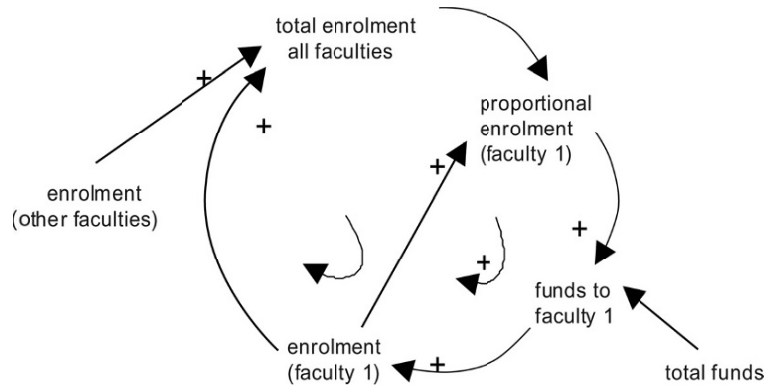 total enrolment
all faculties
+
+
proportional
enrolment
(faculty 1)
+
enrolment
(other faculties)
+
+
funds to
faculty 1
enrolment
(faculty 1)
+
total funds